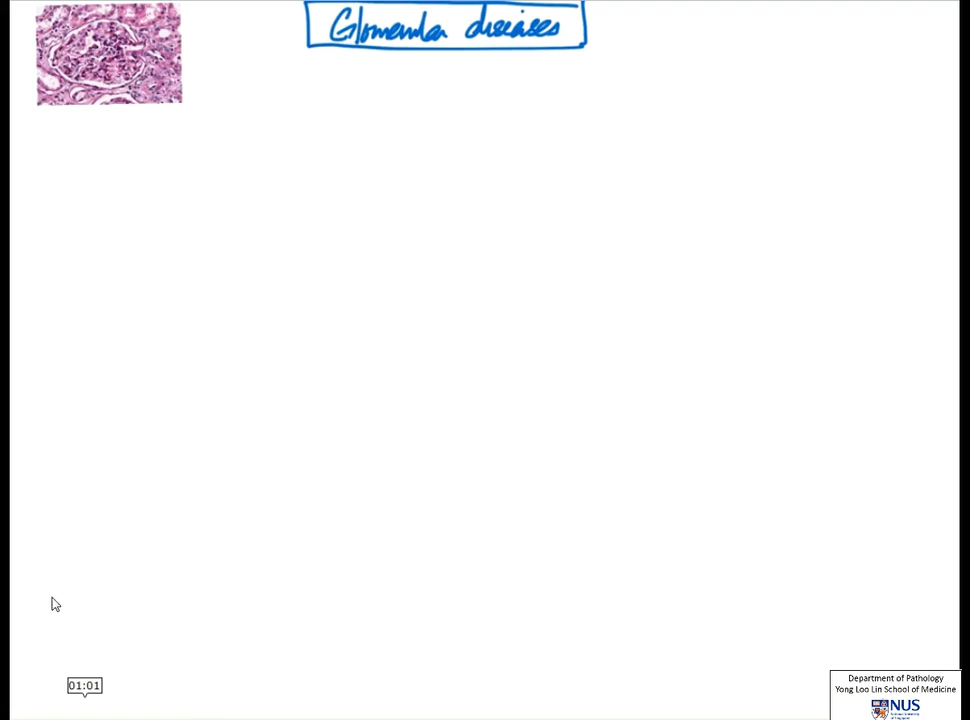 Glomerular diseases
01:01
Department of Pathology
Yong Loo Lin School of Medicine
NUS